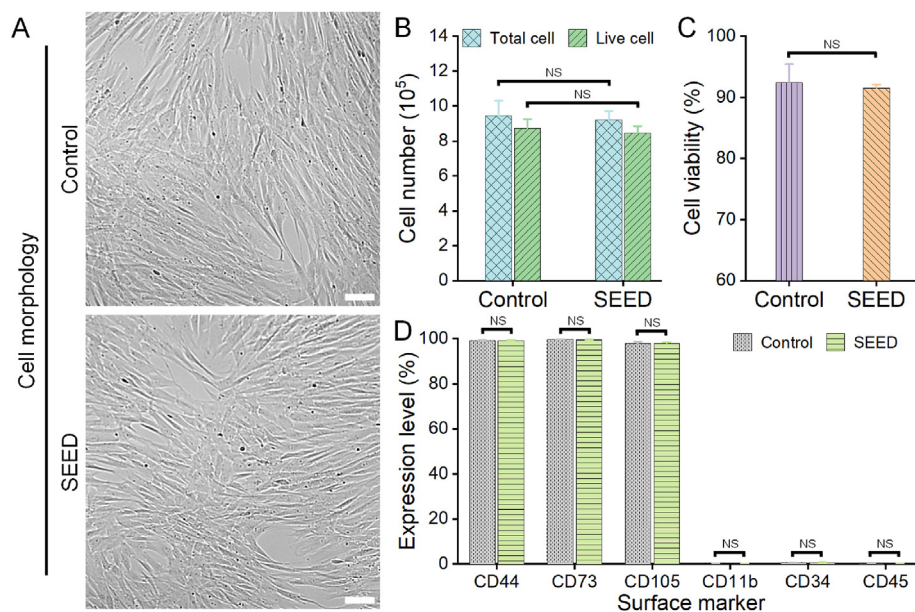 A
Cell morphology
Control
SEED
B
Total cell
Live cell
Cell number (10⁵)
14
12
10
8
6
4
2
0
NS
NS
Control
SEED
C
Cell viability (%)
100
90
80
70
60
NS
Control
SEED
D
Control
SEED
Expression level (%)
100
80
60
40
20
0
NS
NS
NS
NS
NS
NS
CD44
CD73
CD105
CD11b
CD34
CD45
Surface marker